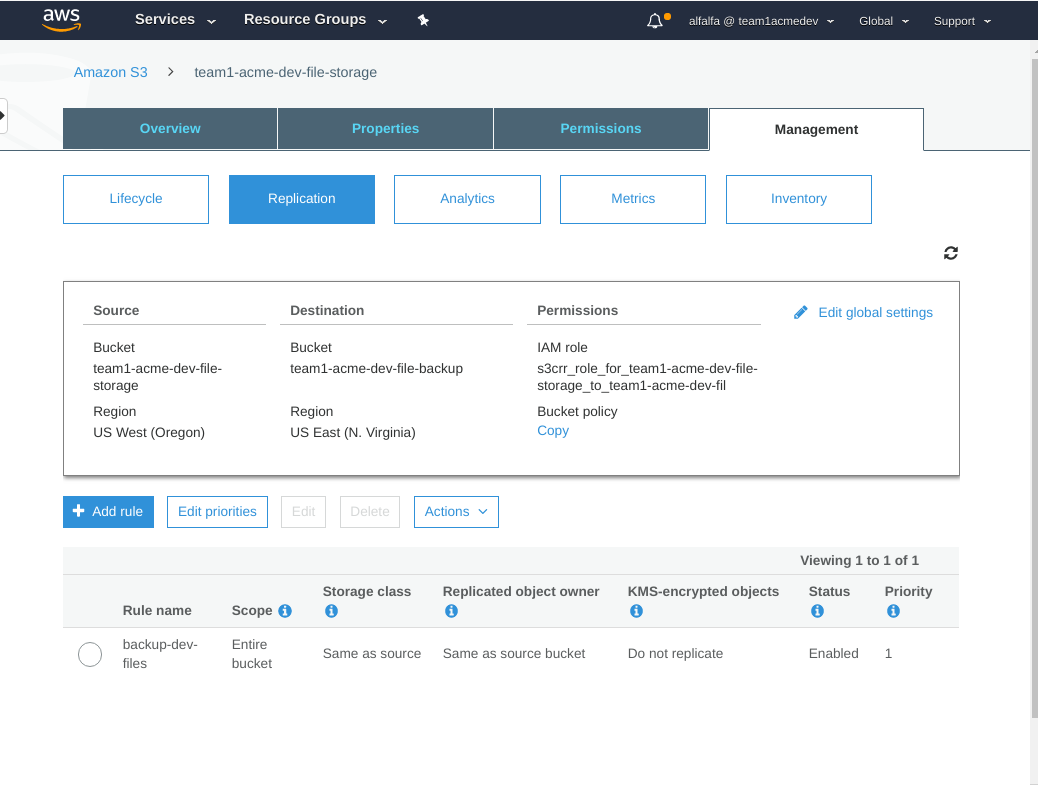 aws Services Resource Groups alfalfa @ team1acmedev Global Support
Amazon S3 team1-acme-dev-file-storage
Overview Properties Permissions Management
Lifecycle Replication Analytics Metrics Inventory
Source Destination Permissions Edit global settings
Bucket Bucket IAM role
team1-acme-dev-file- team1-acme-dev-file-backup s3crr_role_for_team1-acme-dev-file-
storage storage_to_team1-acme-dev-fil
Region Region Bucket policy
US West (Oregon) US East (N. Virginia) Copy
Add rule Edit priorities Edit Delete Actions
Viewing 1 to 1 of 1
Storage class Replicated object owner KMS-encrypted objects Status Priority
Rule name Scope
backup-dev- Entire
Same as source Same as source bucket Do not replicate Enabled 1
files bucket